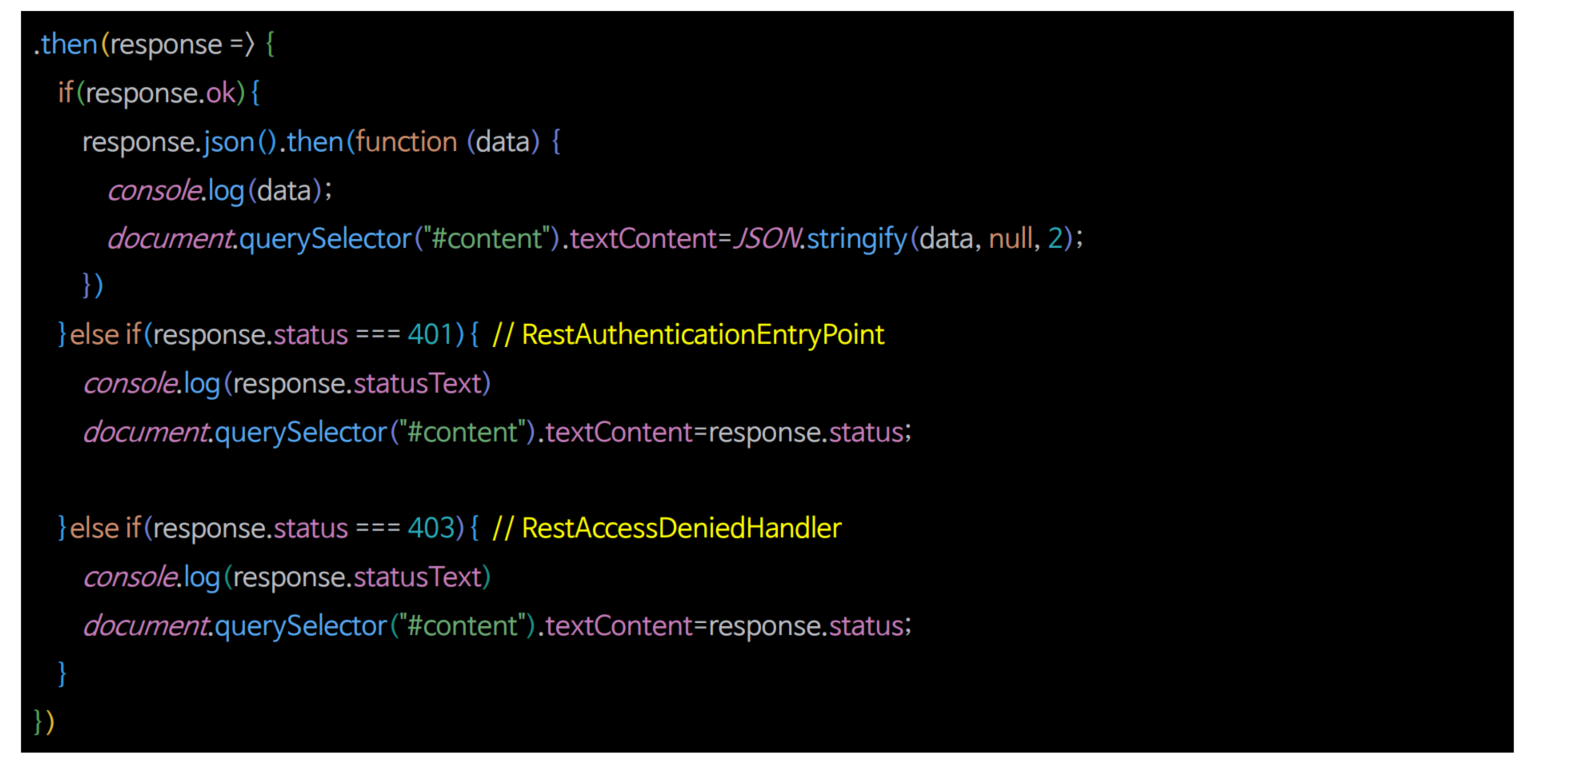 .then(response => {
if(response.ok){
response.json().then(function (data) {
console.log(data);
document.querySelector("#content").textContent=JSON.stringify(data, null, 2);
})
}else if(response.status === 401){ // RestAuthenticationEntryPoint
console.log(response.statusText)
document.querySelector("#content").textContent=response.status;
}else if(response.status === 403){ // RestAccessDeniedHandler
console.log(response.statusText)
document.querySelector("#content").textContent=response.status;
}
})